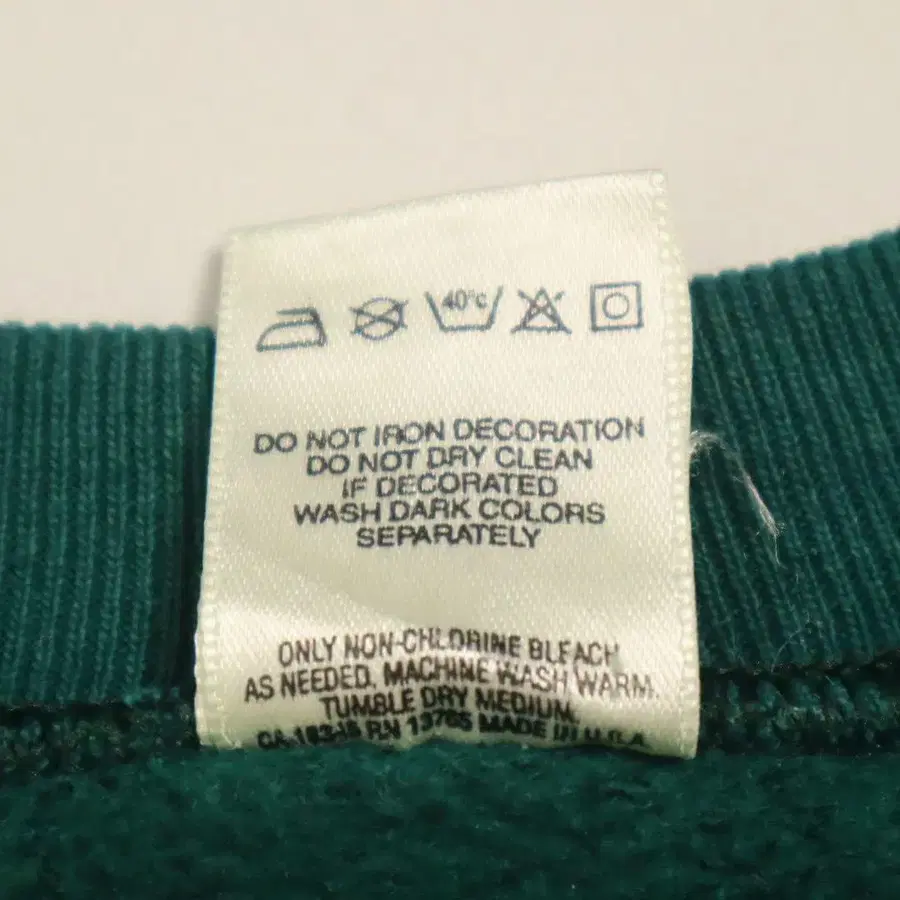 40°c
DO NOT IRON DECORATION
DO NOT DRY CLEAN
IF DECORATED
WASH DARK COLORS
SEPARATELY
ONLY NON-CHLORINE BLEACH
AS NEEDED. MACHINE WASH WARM.
TUMBLE DRY MEDIUM.
RN 13765 MADE IN U.S.A